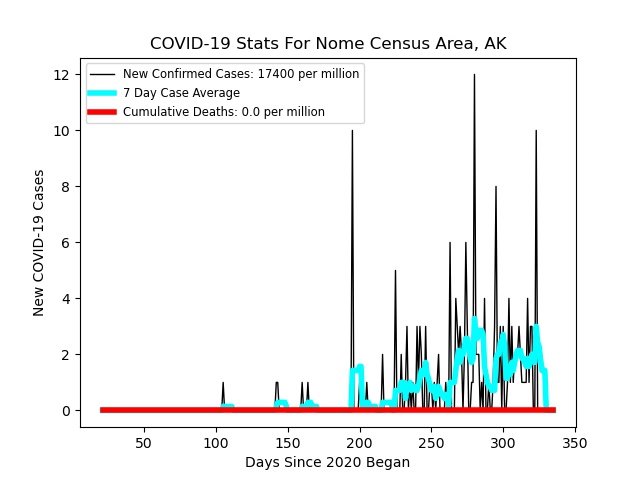 COVID-19 Stats For Nome Census Area, AK
New Confirmed Cases: 17400 per million
7 Day Case Average
Cumulative Deaths: 0.0 per million
12
10
8
6
4
2
0
New COVID-19 Cases
50 100 150 200 250 300 350
Days Since 2020 Began